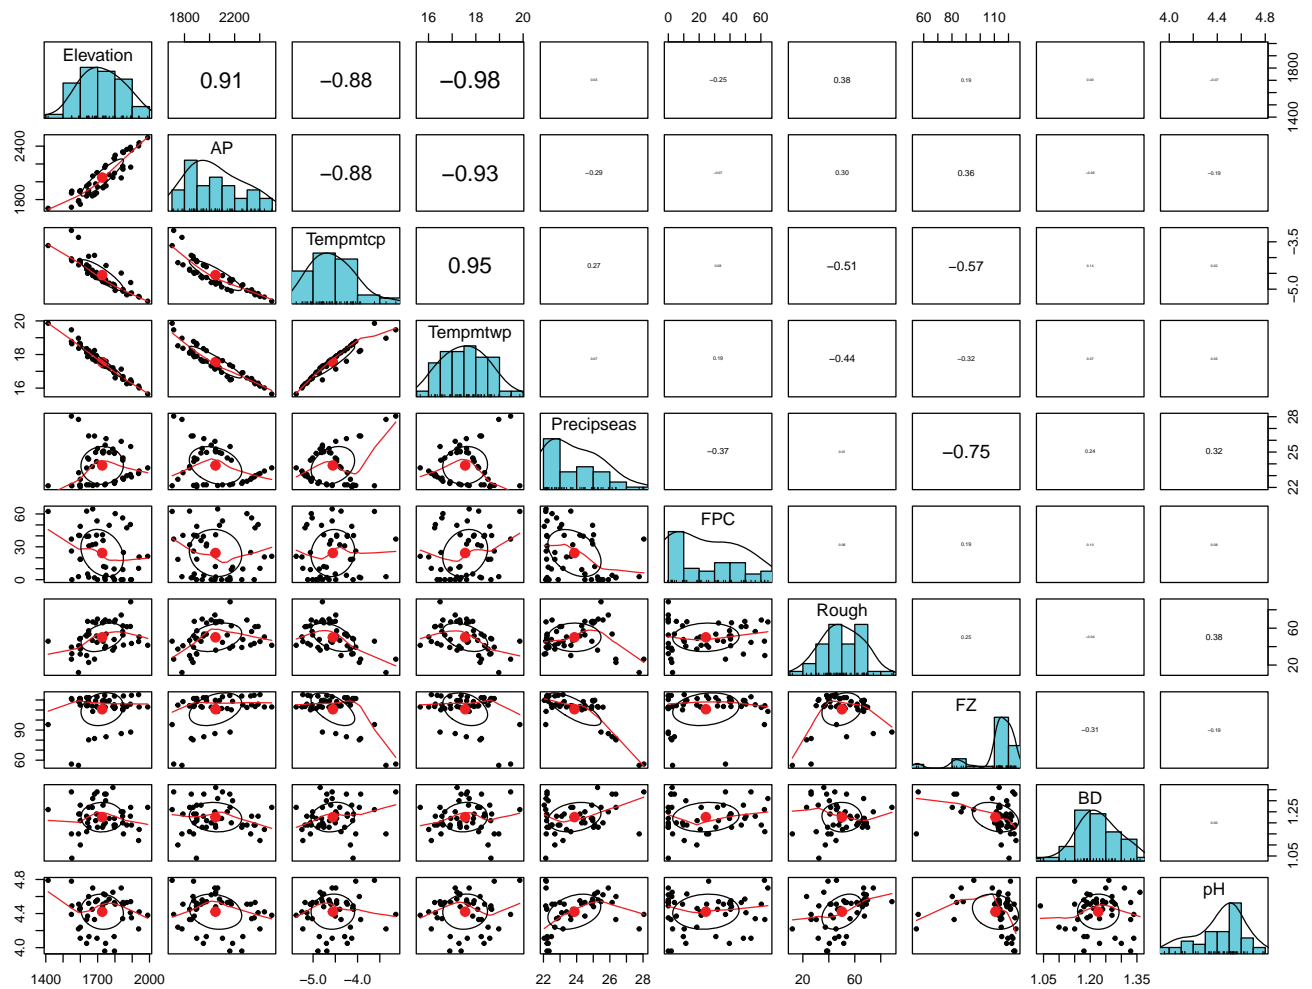 1800 2200 16 18 20 0 20 40 60 60 80 110 4.0 4.4 4.8
Elevation 0.91 −0.88 −0.98 −0.25 0.38 0.19 1400 1800
1800 2400 AP −0.88 −0.93 −0.29 0.30 0.36 −0.19
Tempmtcp 0.95 0.27 −0.51 −0.57 −5.0 −3.5
16 18 20 Tempmtwp 0.19 −0.44 −0.32
Precipseas −0.37 −0.75 0.24 0.32 22 25 28
0 30 60 FPC 0.19
Rough 0.25 0.38 20 60
60 90 FZ −0.31 −0.19
BD 1.05 1.25
4.0 4.4 4.8 pH
1400 1700 2000 −5.0 −4.0 22 24 26 28 20 60 1.05 1.20 1.35